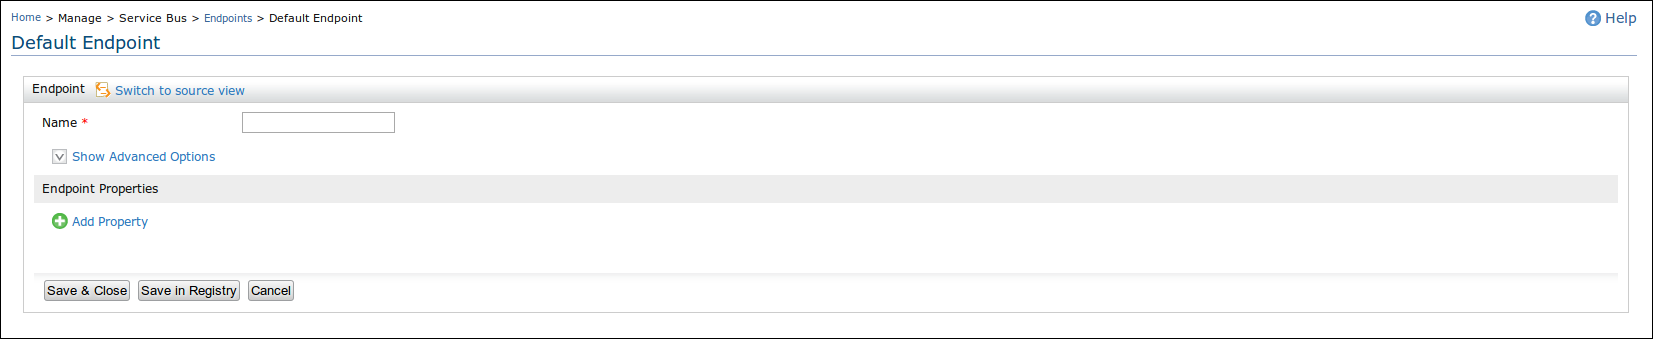 Home > Manage > Service Bus > Endpoints > Default Endpoint
? Help
Default Endpoint
Endpoint Switch to source view
Name *
Show Advanced Options
Endpoint Properties
Add Property
Save & Close Save in Registry Cancel